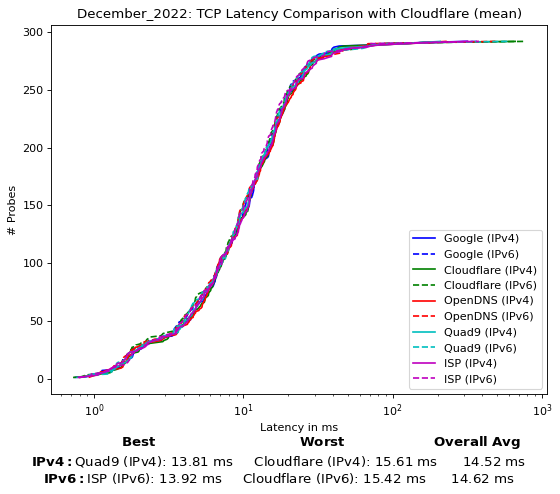 December_2022: TCP Latency Comparison with Cloudflare (mean)
300
250
200
150
100
50
0
# Probes
Google (IPv4)
Google (IPv6)
Cloudflare (IPv4)
Cloudflare (IPv6)
OpenDNS (IPv4)
OpenDNS (IPv6)
Quad9 (IPv4)
Quad9 (IPv6)
ISP (IPv4)
ISP (IPv6)
10⁰ 10¹ 10² 10³
Latency in ms
Best Worst Overall Avg
IPv4: Quad9 (IPv4): 13.81 ms Cloudflare (IPv4): 15.61 ms 14.52 ms
IPv6: ISP (IPv6): 13.92 ms Cloudflare (IPv6): 15.42 ms 14.62 ms